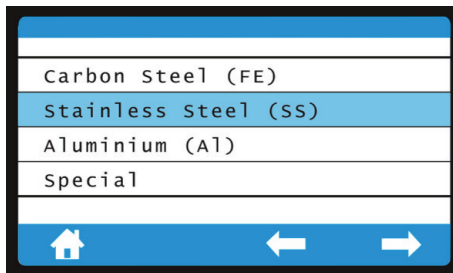 Carbon Steel (FE)
Stainless Steel (SS)
Aluminium (Al)
Special